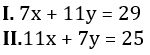 I. 7x + 11y = 29
II.11x + 7y = 25